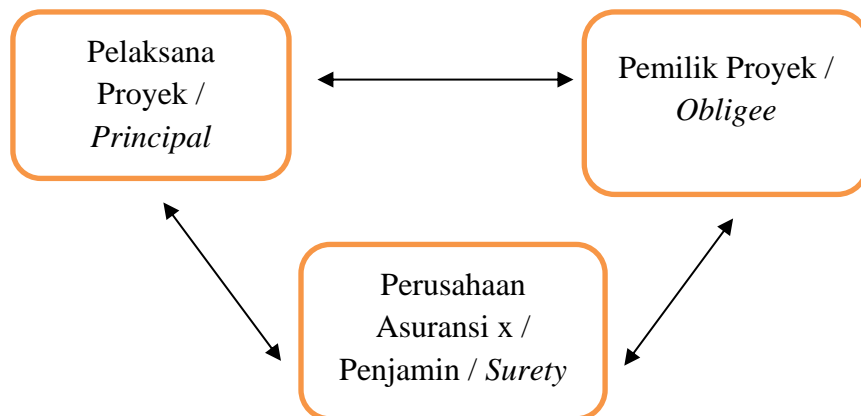 Pelaksana
Proyek /
Principal
Pemilik Proyek /
Obligee
Perusahaan
Asuransi x /
Penjamin / Surety